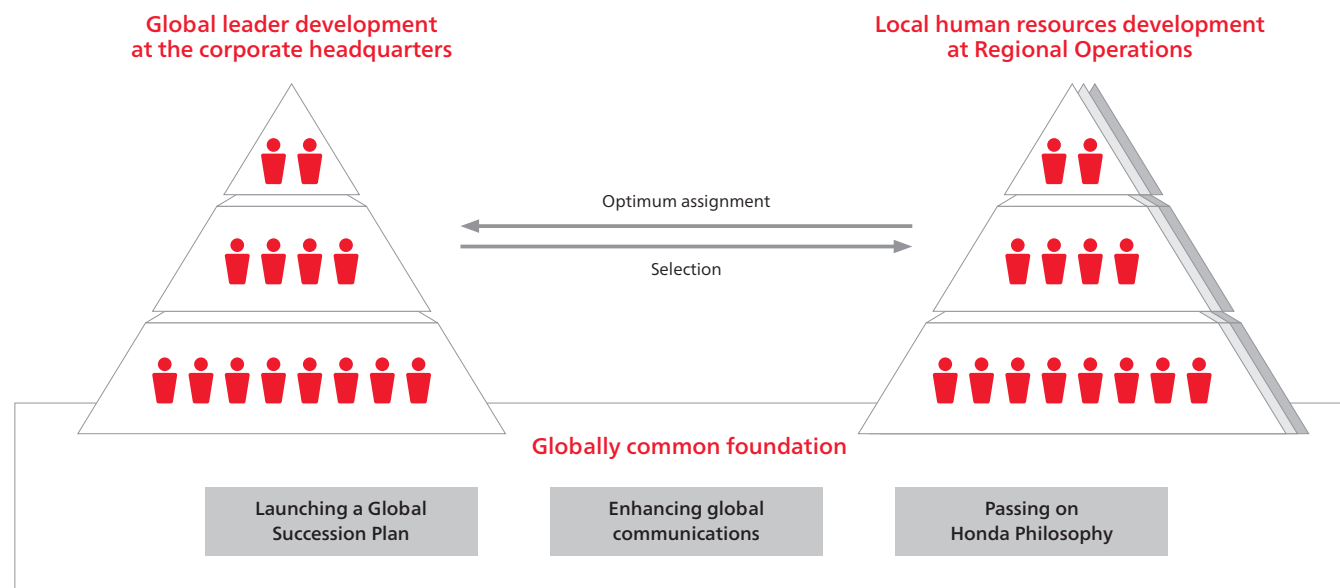 Global leader development
at the corporate headquarters
Local human resources development
at Regional Operations
Optimum assignment
Selection
Globally common foundation
Launching a Global
Succession Plan
Enhancing global
communications
Passing on
Honda Philosophy